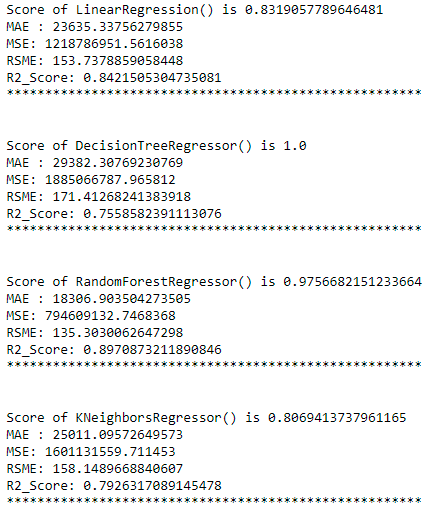 Score of LinearRegression() is 0.8319057789646481
MAE : 23635.33756279855
MSE: 1218786951.5616038
RSME: 153.7378859058448
R2_Score: 0.8421505304735081
******************************************************
Score of DecisionTreeRegressor() is 1.0
MAE : 29382.30769230769
MSE: 1885066787.965812
RSME: 171.41268241383918
R2_Score: 0.7558582391113076
******************************************************
Score of RandomForestRegressor() is 0.9756682151233664
MAE : 18306.903504273505
MSE: 794609132.7468368
RSME: 135.3030062647298
R2_Score: 0.8970873211890846
******************************************************
Score of KNeighborsRegressor() is 0.8069413737961165
MAE : 25011.09572649573
MSE: 1601131559.711453
RSME: 158.1489668840607
R2_Score: 0.7926317089145478
******************************************************